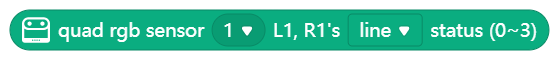 quad rgb sensor 1 L1, R1's line status (0~3)